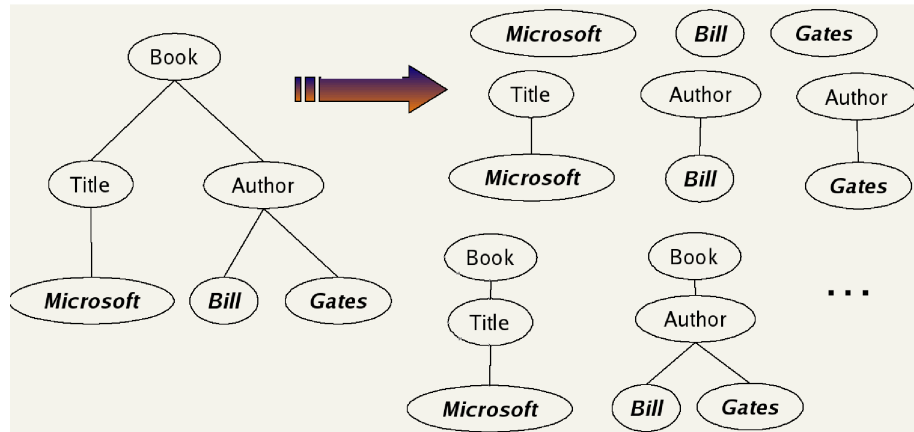 Book
Title Author
Microsoft Bill Gates
Microsoft Bill Gates
Title Author Author
Microsoft Bill Gates
Book Book
Title Author
Microsoft Bill Gates
...